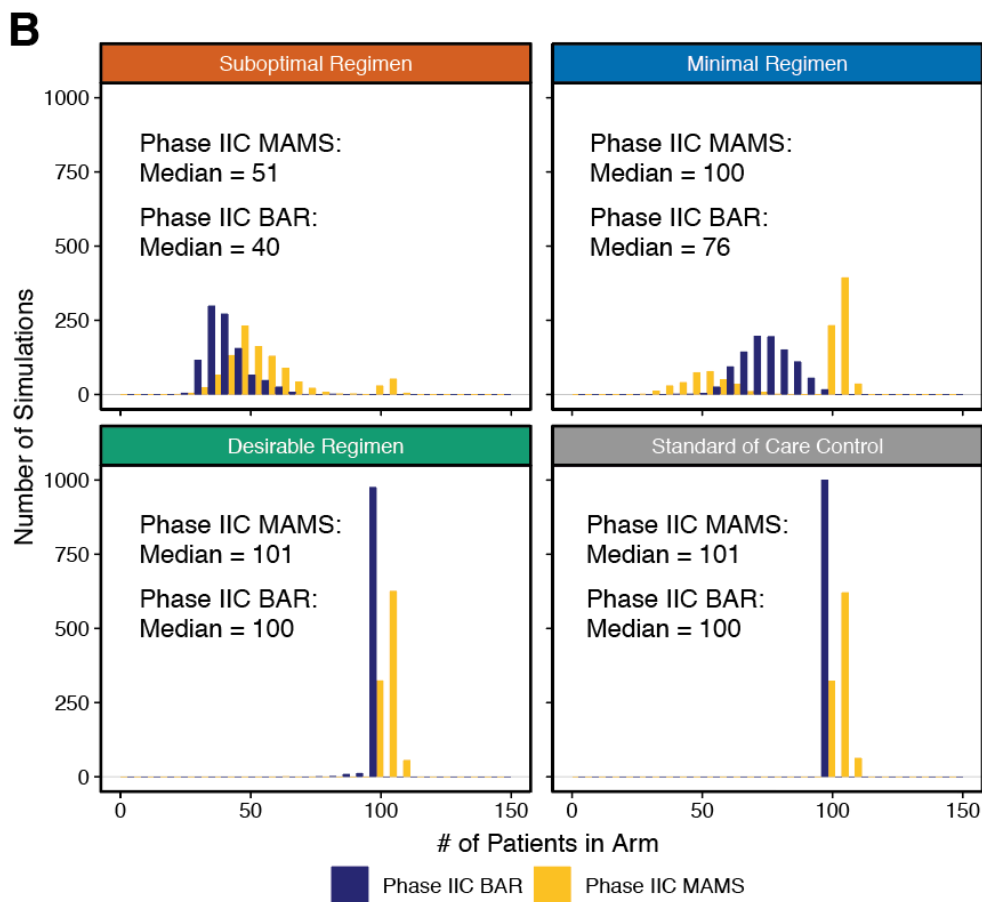 B
Suboptimal Regimen
Minimal Regimen
1000
750
500
250
0
Phase IIC MAMS:
Median = 51
Phase IIC BAR:
Median = 40
Phase IIC MAMS:
Median = 100
Phase IIC BAR:
Median = 76
Number of Simulations
Desirable Regimen
Standard of Care Control
1000
750
500
250
0
Phase IIC MAMS:
Median = 101
Phase IIC BAR:
Median = 100
Phase IIC MAMS:
Median = 101
Phase IIC BAR:
Median = 100
0 50 100 150
0 50 100 150
# of Patients in Arm
Phase IIC BAR
Phase IIC MAMS